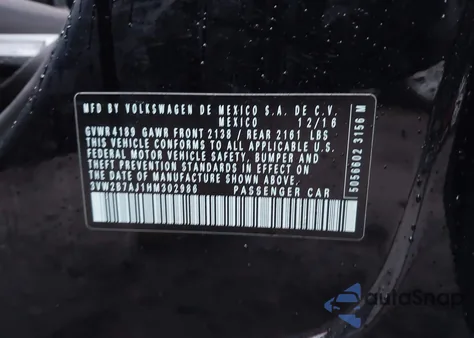 MFD BY VOLKSWAGEN DE MEXICO S.A. DE C.V.
MEXICO 12/16
GVWR4189 GAWR FRONT 2138 / REAR 2161 LBS
THIS VEHICLE CONFORMS TO ALL APPLICABLE
FEDERAL MOTOR VEHICLE SAFETY, BUMPER AND
THEFT PREVENTION STANDARDS IN EFFECT ON
THE DATE OF MANUFACTURE SHOWN ABOVE.
3VW2B7AJ1HM302986 PASSENGER CAR
5056602 3156 M
autoSnap